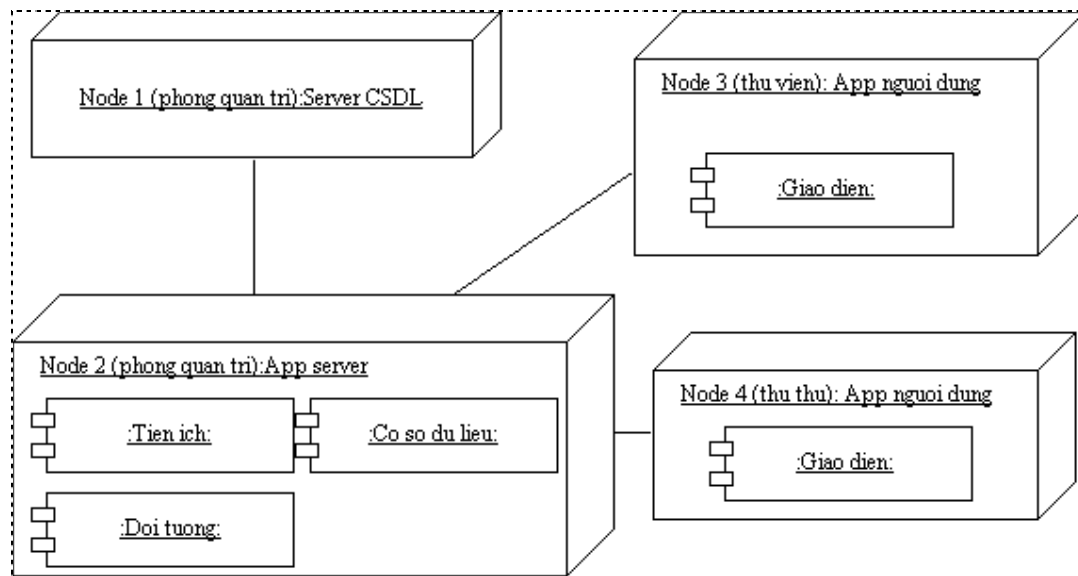 Node 1 (phong quan tri):Server CSDL
Node 3 (thu vien): App nguoi dung
:Giao dien:
Node 2 (phong quan tri):App server
:Tien ich:
:Co so du lieu:
:Doi tuong:
Node 4 (thu thu): App nguoi dung
:Giao dien: